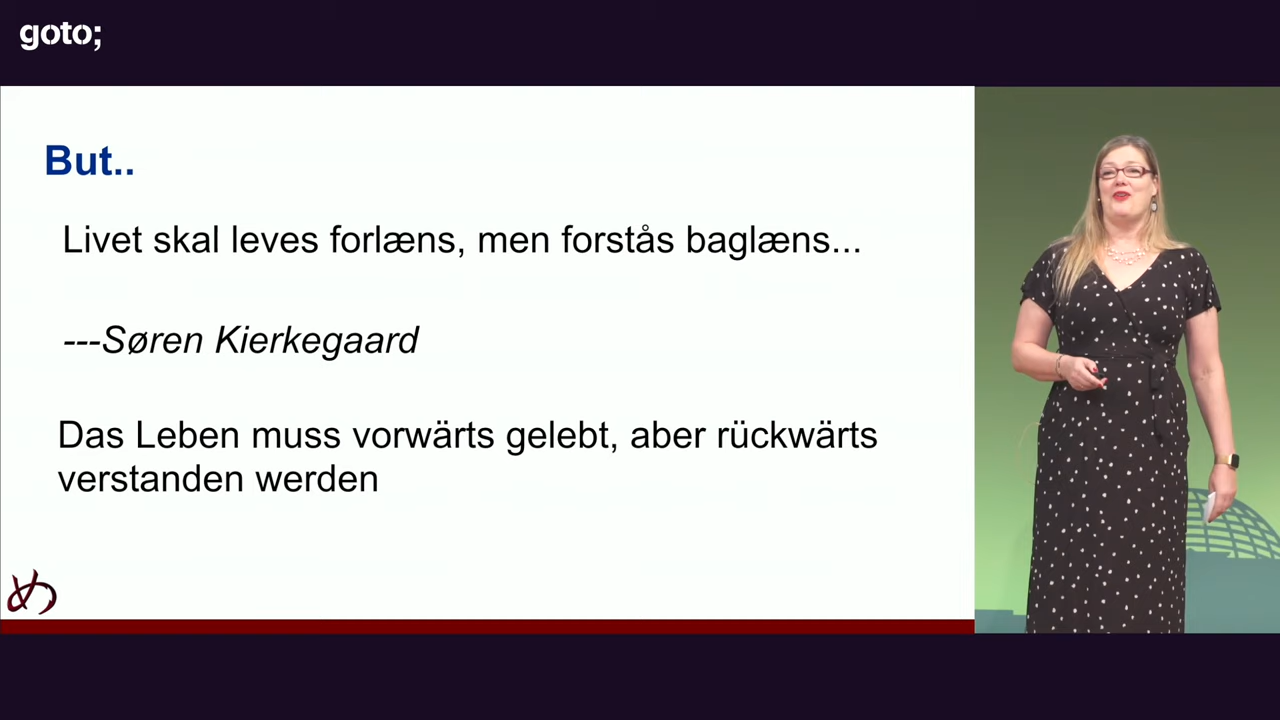 goto;
But..
Livet skal leves forlæns, men forstås baglæns...
---Søren Kierkegaard
Das Leben muss vorwärts gelebt, aber rückwärts
verstanden werden
め